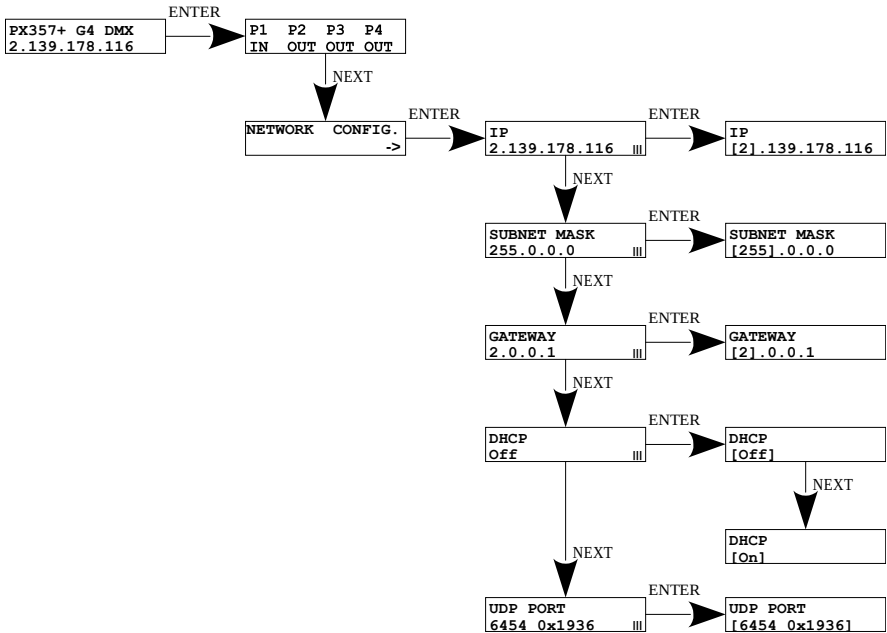 ENTER
PX357+ G4 DMX
2.139.178.116
P1 P2 P3 P4
IN OUT OUT OUT
NEXT
ENTER
ENTER
NETWORK CONFIG.
->
IP
2.139.178.116
IP
[2].139.178.116
NEXT
ENTER
SUBNET MASK
255.0.0.0
SUBNET MASK
[255].0.0.0
NEXT
ENTER
GATEWAY
2.0.0.1
GATEWAY
[2].0.0.1
NEXT
ENTER
DHCP
Off
DHCP
[Off]
NEXT
DHCP
[On]
NEXT
ENTER
UDP PORT
6454 0x1936
UDP PORT
[6454 0x1936]